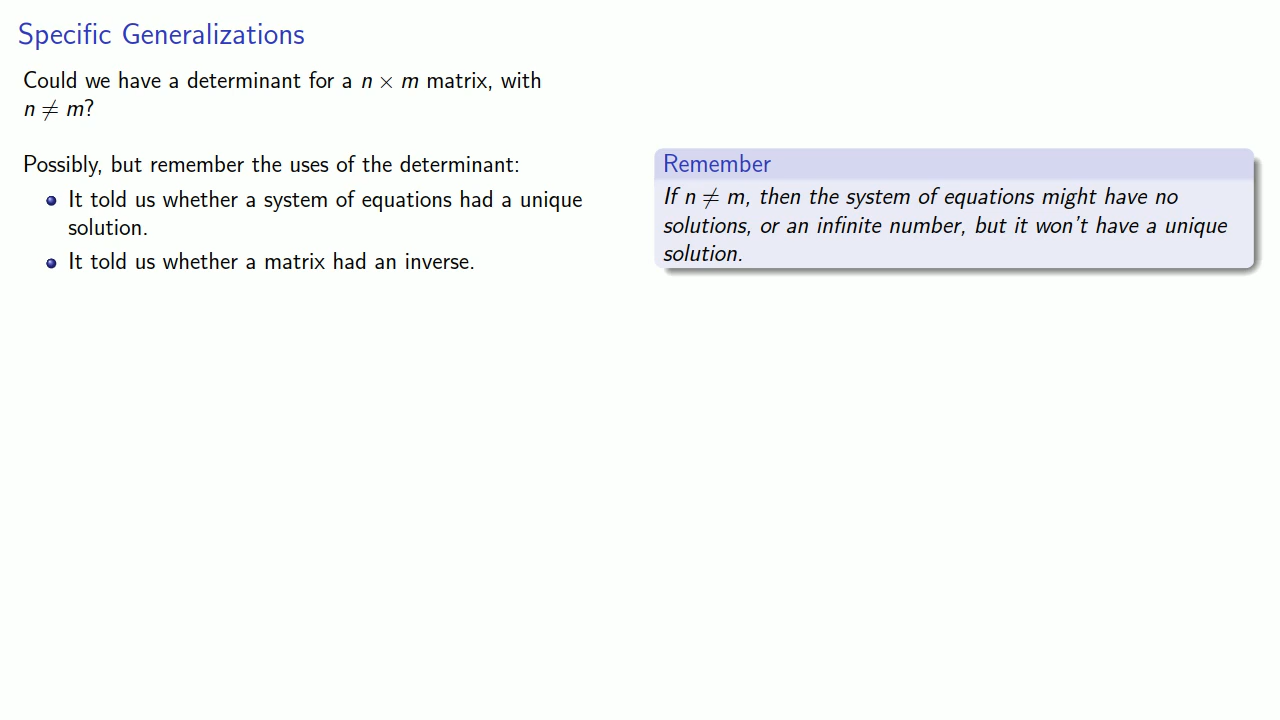 Specific Generalizations
Could we have a determinant for a n × m matrix, with
n ≠ m?
Possibly, but remember the uses of the determinant:
It told us whether a system of equations had a unique
solution.
It told us whether a matrix had an inverse.
Remember
If n ≠ m, then the system of equations might have no
solutions, or an infinite number, but it won't have a unique
solution.